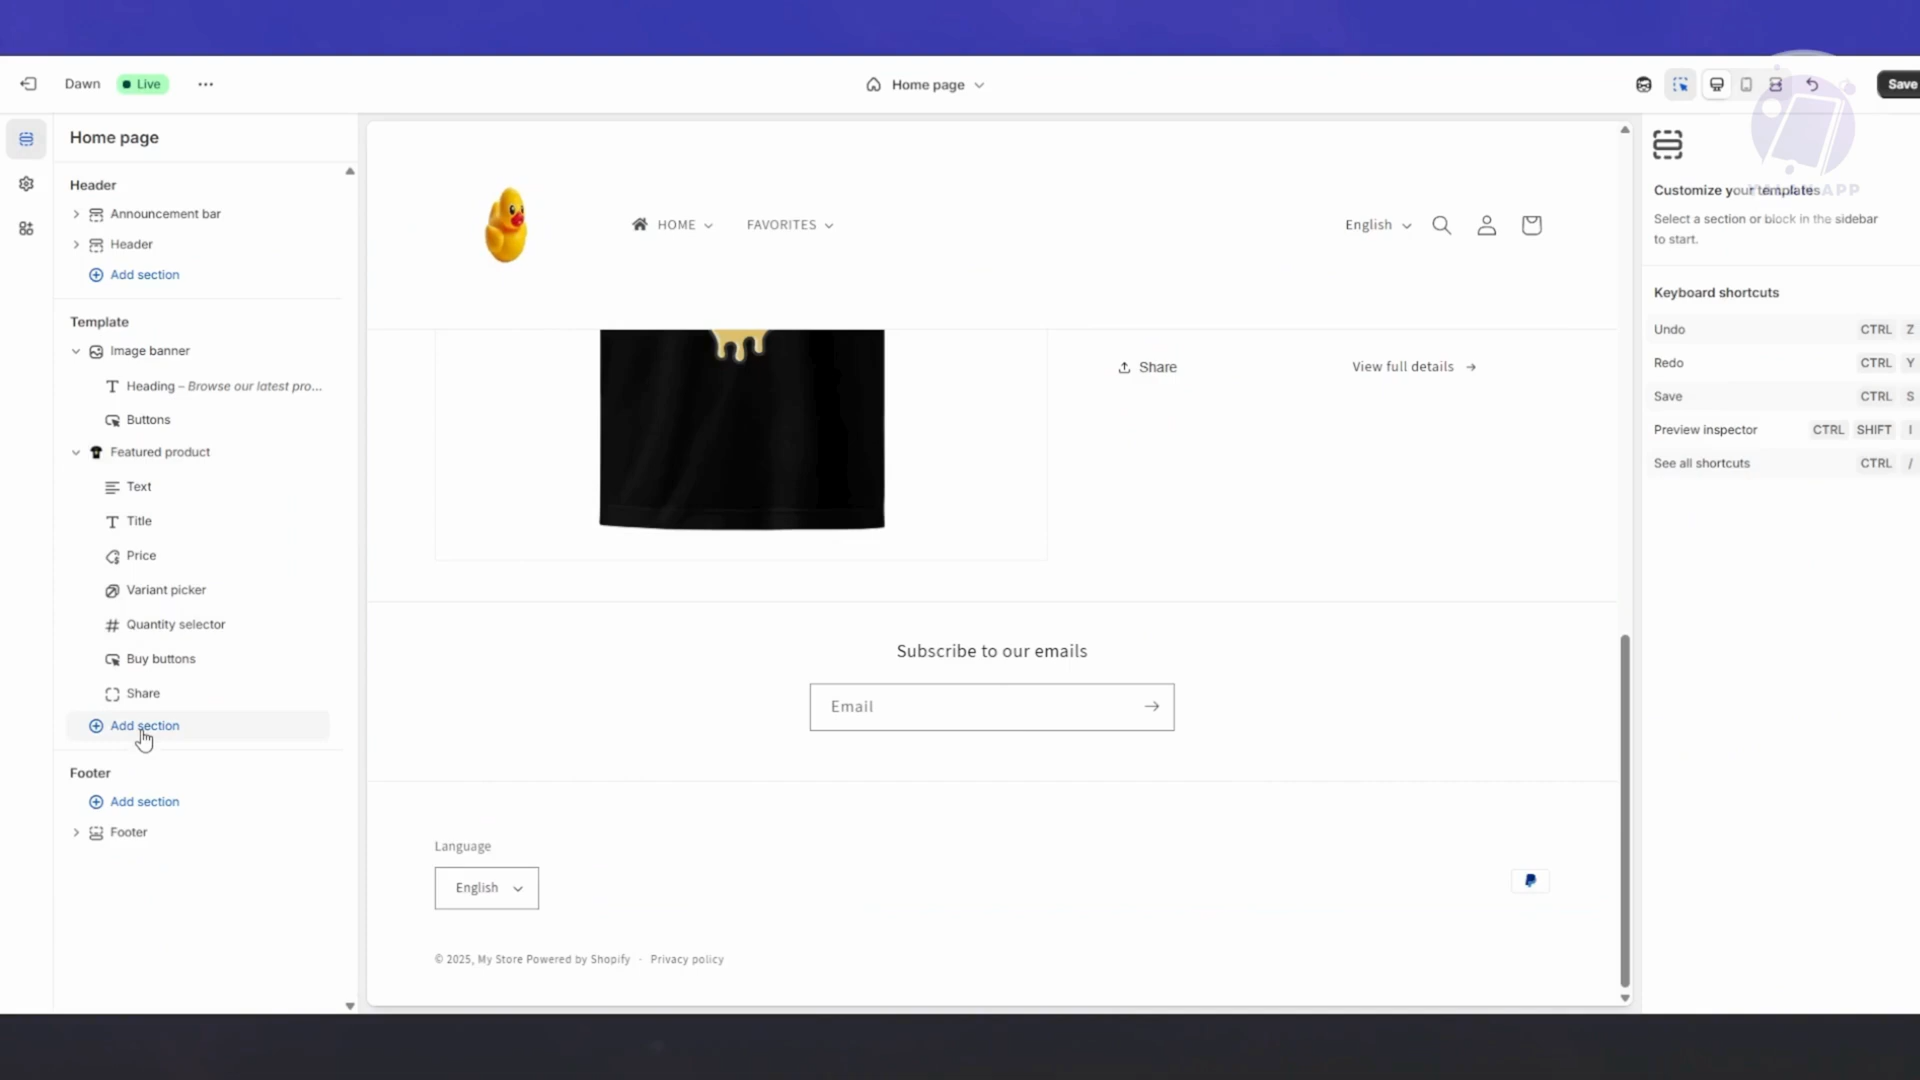 Dawn
Live
Home page
Save
Home page
Header
Announcement bar
Header
Add section
Template
Image banner
Heading – Browse our latest pro...
Buttons
Featured product
Text
Title
Price
Variant picker
Quantity selector
Buy buttons
Share
Add section
Footer
Add section
Footer
HOME
FAVORITES
English
Share
View full details
Subscribe to our emails
Email
Language
English
© 2025, My Store Powered by Shopify · Privacy policy
Customize your templates
Select a section or block in the sidebar
to start.
Keyboard shortcuts
Undo CTRL Z
Redo CTRL Y
Save CTRL S
Preview inspector CTRL SHIFT I
See all shortcuts CTRL /